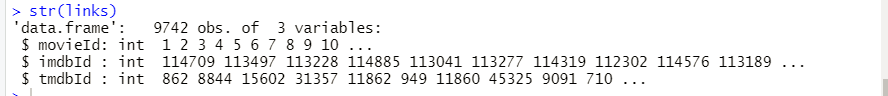 > str(links)
'data.frame':   9742 obs. of  3 variables:
 $ movieId: int  1 2 3 4 5 6 7 8 9 10 ...
 $ imdbId : int  114709 113497 113228 114885 113041 113277 114319 112302 114576 113189 ...
 $ tmdbId : int  862 8844 15602 31357 11862 949 11860 45325 9091 710 ...
>